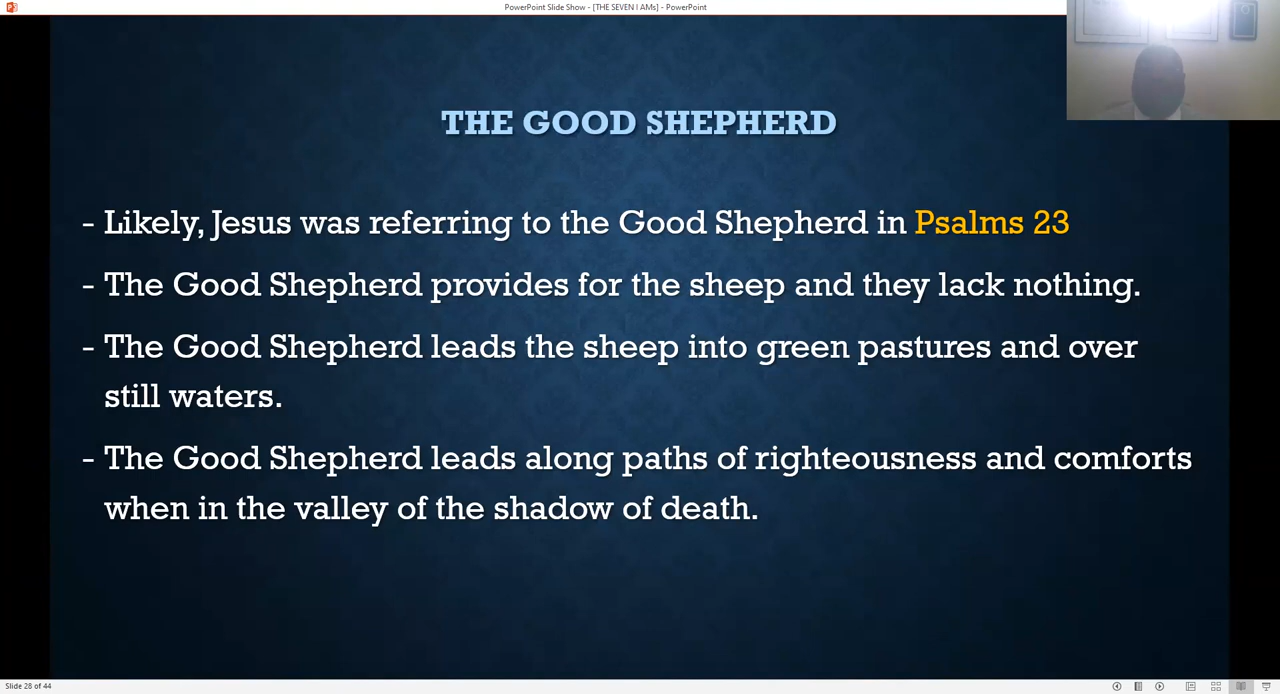 PowerPoint Slide Show - [THE SEVEN I AMs] - PowerPoint
THE GOOD SHEPHERD
- Likely, Jesus was referring to the Good Shepherd in Psalms 23
- The Good Shepherd provides for the sheep and they lack nothing.
- The Good Shepherd leads the sheep into green pastures and over
still waters.
- The Good Shepherd leads along paths of righteousness and comforts
when in the valley of the shadow of death.
Slide 28 of 44